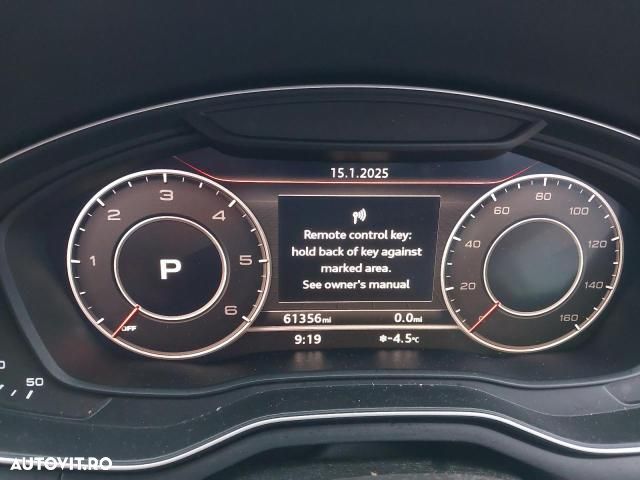 15.1.2025
Remote control key:
hold back of key against
marked area.
See owner's manual
61356mi 0.0mi
9:19 ❄-4.5°C
P
OFF
1 2 3 4 5 6
0 20 40 60 80 100 120 140 160
50
AUTOVIT.RO